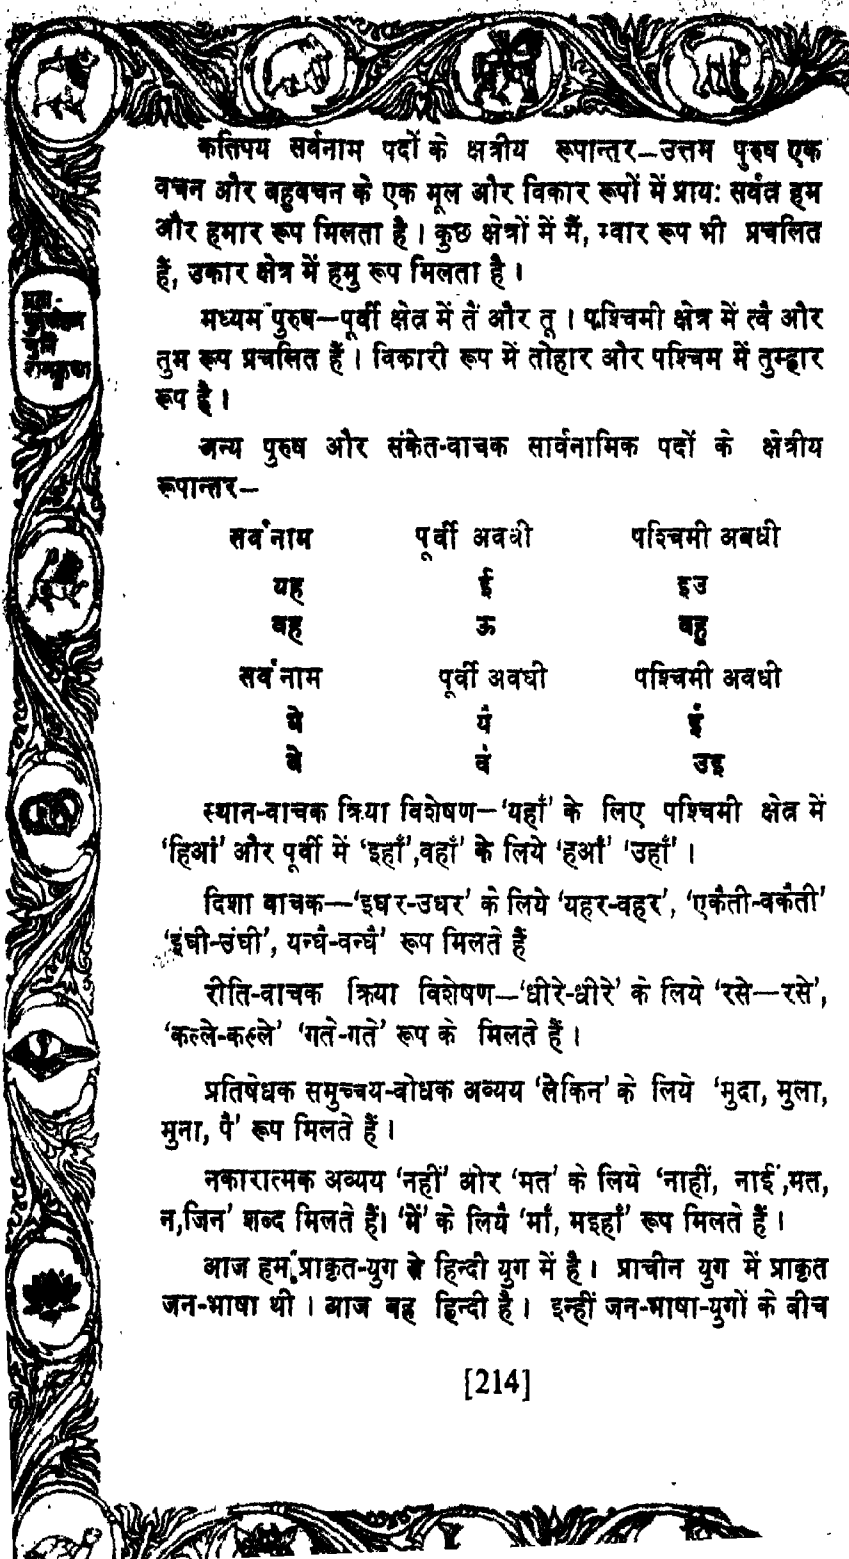 कतिपय सर्वनाम पदों के क्षत्रीय रूपान्तर—उत्तम पुरुष एक
वचन और बहुवचन के एक मूल और विकार रूपों में प्रायः सर्वत्र हम
और हमार रूप मिलता है । कुछ क्षेत्रों में मैं, ग्वार रूप भी प्रचलित
हैं, उकार क्षेत्र में हमु रूप मिलता है ।
मध्यम पुरुष—पूर्वी क्षेत्र में तैं और तू । पश्चिमी क्षेत्र में त्वै और
तुम रूप प्रचलित हैं । विकारी रूप में तोहार और पश्चिम में तुम्हार
रूप है ।
अन्य पुरुष और संकेत-वाचक सार्वनामिक पदों के क्षेत्रीय
रूपान्तर—
सर्वनाम पूर्वी अवधी पश्चिमी अवधी
यह ई इउ
वह ऊ वहु
सर्वनाम पूर्वी अवधी पश्चिमी अवधी
ये यं इं
वे वं उइ
स्थान-वाचक क्रिया विशेषण—‘यहाँ’ के लिए पश्चिमी क्षेत्र में
‘हिआं’ और पूर्वी में ‘इहाँ’,वहाँ’ के लिये ‘हुआं’ ‘उहाँ’ ।
दिशा वाचक—‘इधर-उधर’ के लिये ‘यहर-वहर’, ‘एकैती-वकैती’
‘इंघी-उंघी’, यन्घै-वन्घै’ रूप मिलते हैं
रीति-वाचक क्रिया विशेषण—‘धीरे-धीरे’ के लिये ‘रसे—रसे’,
‘कल्ले-कल्ले’ ‘गते-गते’ रूप के मिलते हैं ।
प्रतिषेधक समुच्चय-बोधक अव्यय ‘लेकिन’ के लिये ‘मुदा, मुला,
मुना, पै’ रूप मिलते हैं ।
नकारात्मक अव्यय ‘नहीं’ ओर ‘मत’ के लिये ‘नाहीं, नाईं’,मत,
न,जिन’ शब्द मिलते हैं। ‘में’ के लिये ‘माँ, मइहाँ’ रूप मिलते हैं ।
आज हम प्राकृत-युग से हिन्दी युग में है । प्राचीन युग में प्राकृत
जन-भाषा थी । आज वह हिन्दी है । इन्हीं जन-भाषा-युगों के बीच
[214]